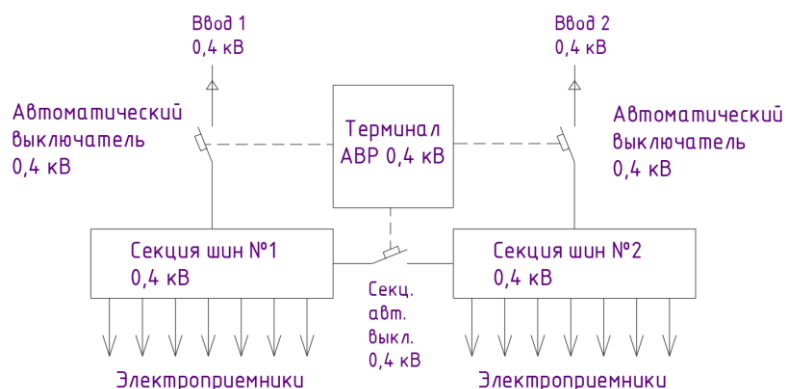 Ввод 1
0,4 кВ
Ввод 2
0,4 кВ
Автоматический
выключатель
0,4 кВ
Терминал
АВР 0,4 кВ
Автоматический
выключатель
0,4 кВ
Секция шин №1
0,4 кВ
Секц.
авт.
выкл.
0,4 кВ
Секция шин №2
0,4 кВ
Электроприемники
Электроприемники